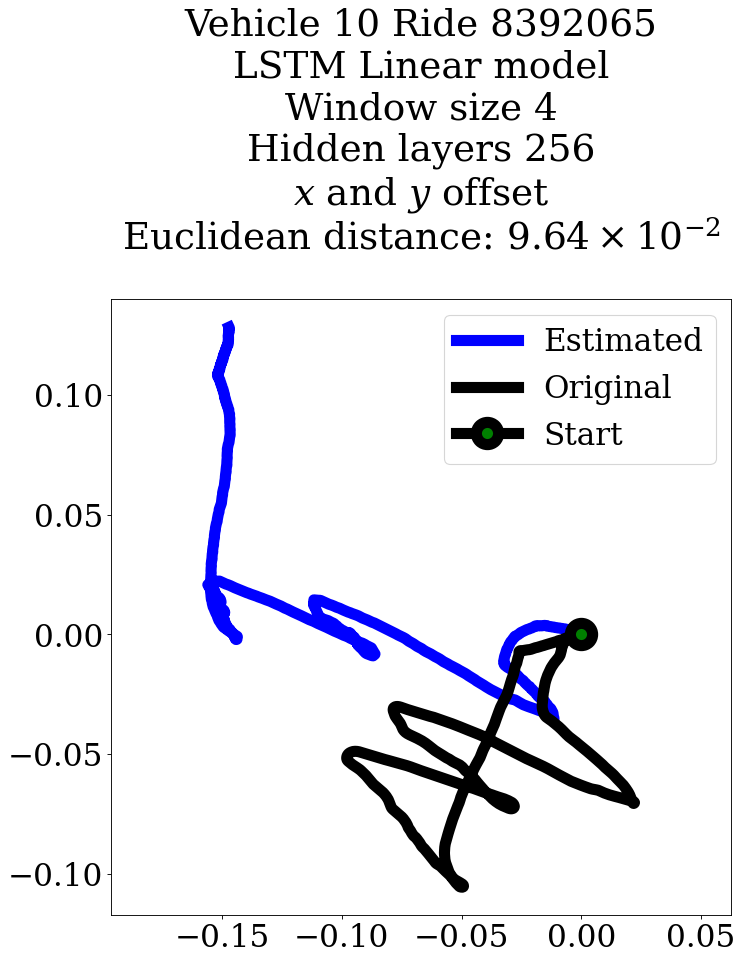 Vehicle 10 Ride 8392065
LSTM Linear model
Window size 4
Hidden layers 256
x and y offset
Euclidean distance: 9.64 × 10⁻²
Estimated
Original
Start
0.10
0.05
0.00
−0.05
−0.10
−0.15 −0.10 −0.05 0.00 0.05